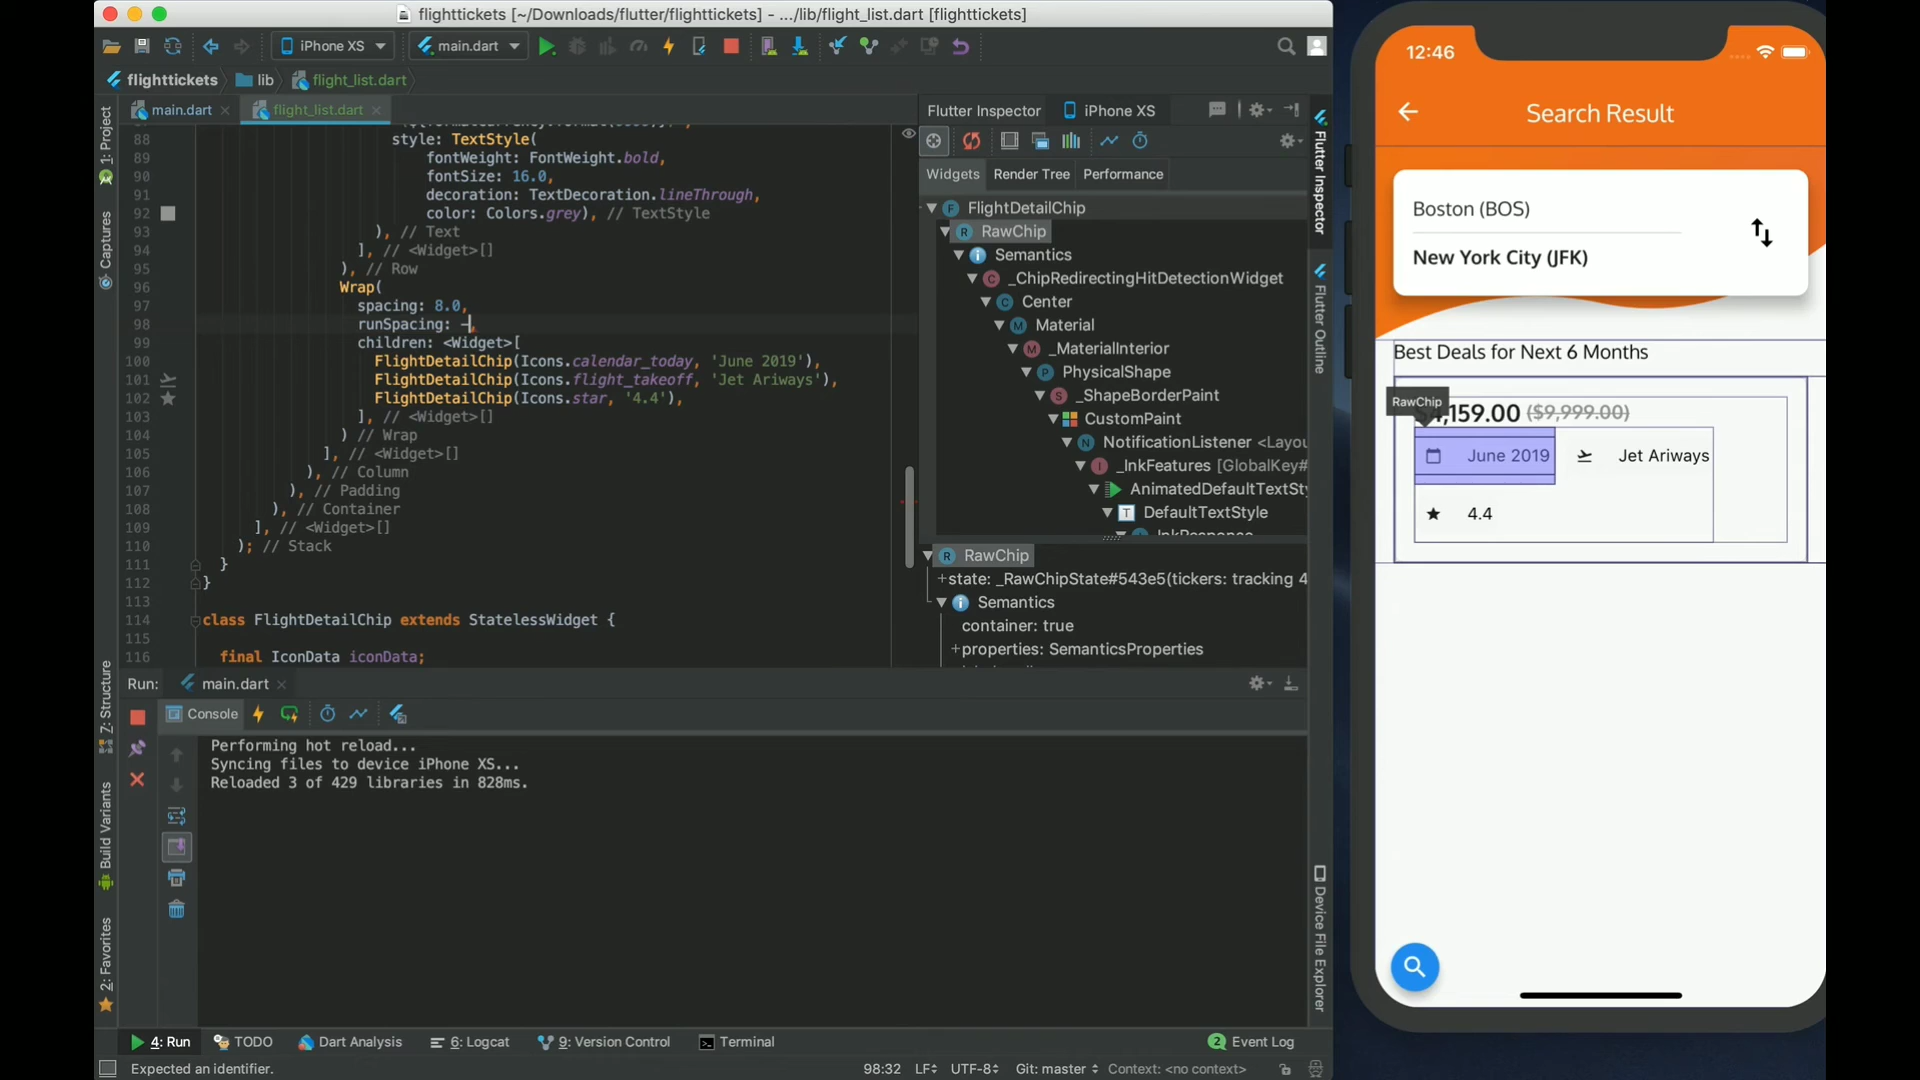 flighttickets [~/Downloads/flutter/flighttickets] - .../lib/flight_list.dart [flighttickets]
iPhone XS
main.dart
flighttickets
lib
flight_list.dart
main.dart
flight_list.dart
88 style: TextStyle(
89 fontWeight: FontWeight.bold,
90 fontSize: 16.0,
91 decoration: TextDecoration.lineThrough,
92 color: Colors.grey), // TextStyle
93 ), // Text
94 ], // <Widget>[]
95 ), // Row
96 Wrap(
97 spacing: 8.0,
98 runSpacing: -,
99 children: <Widget>[
100 FlightDetailChip(Icons.calendar_today, 'June 2019'),
101 FlightDetailChip(Icons.flight_takeoff, 'Jet Ariways'),
102 FlightDetailChip(Icons.star, '4.4'),
103 ], // <Widget>[]
104 ) // Wrap
105 ], // <Widget>[]
106 ), // Column
107 ), // Padding
108 ), // Container
109 ], // <Widget>[]
110 ); // Stack
111 }
112 }
113
114 class FlightDetailChip extends StatelessWidget {
115
116 final IconData iconData;
1: Project
Captures
7: Structure
Build Variants
2: Favorites
Flutter Inspector
iPhone XS
Widgets
Render Tree
Performance
FlightDetailChip
RawChip
Semantics
_ChipRedirectingHitDetectionWidget
Center
Material
_MaterialInterior
PhysicalShape
_ShapeBorderPaint
CustomPaint
NotificationListener <Layou
_InkFeatures [GlobalKey#
AnimatedDefaultTextSty
DefaultTextStyle
InkResponse
RawChip
+state: _RawChipState#543e5(tickers: tracking 4
Semantics
container: true
+properties: SemanticsProperties
Flutter Inspector
Flutter Outline
Device File Explorer
Run:
main.dart
Console
Performing hot reload...
Syncing files to device iPhone XS...
Reloaded 3 of 429 libraries in 828ms.
4: Run
TODO
Dart Analysis
6: Logcat
9: Version Control
Terminal
2 Event Log
Expected an identifier.
98:32
LF
UTF-8
Git: master
Context: <no context>
12:46
Search Result
Boston (BOS)
New York City (JFK)
Best Deals for Next 6 Months
RawChip
$4,159.00 ($9,999.00)
June 2019
Jet Ariways
4.4